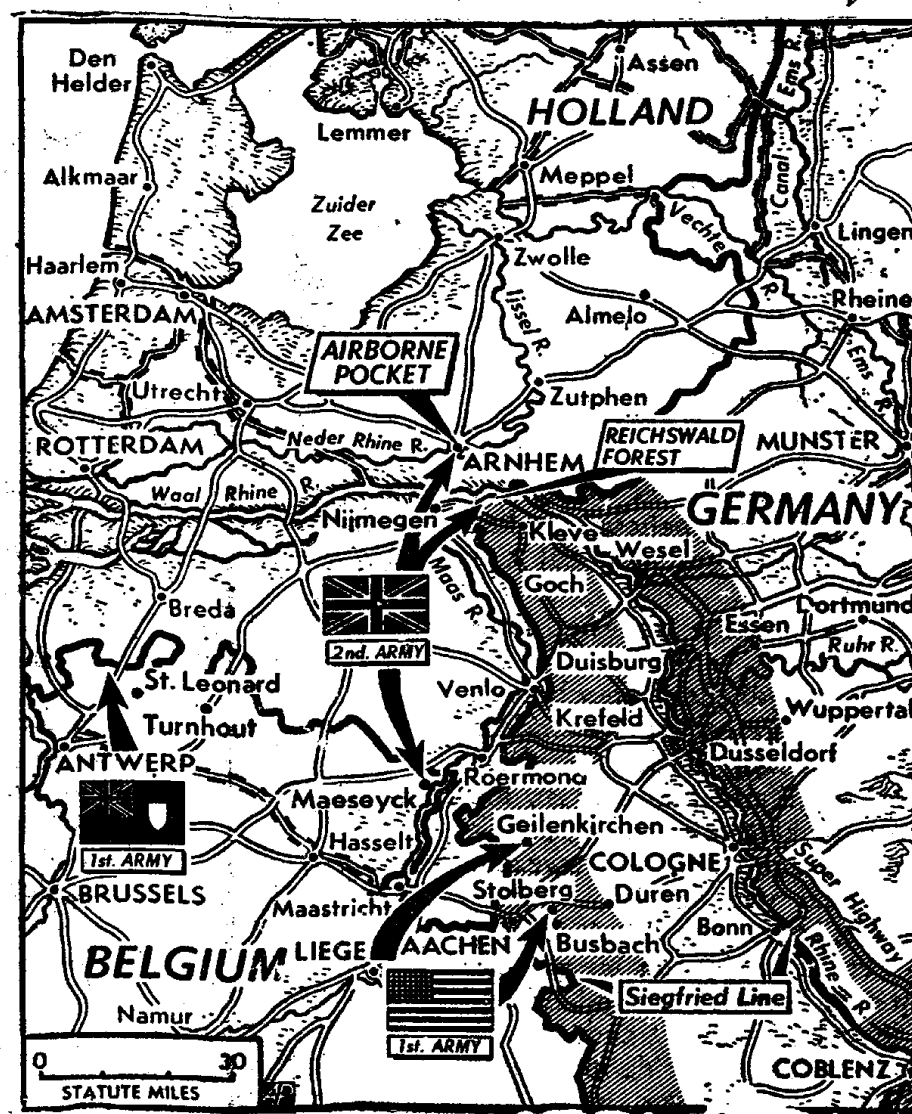 Den
Helder
Assen
Ems R.
HOLLAND
Lemmer
Alkmaar
Meppel
Canal
Zuider
Zee
Vechte
R.
Lingen
Haarlem
Zwolle
AMSTERDAM
Ijssel R.
Almelo
Rheine
AIRBORNE
POCKET
Ems
R.
Utrecht
Zutphen
ROTTERDAM
Neder Rhine R.
ARNHEM
REICHSWALD
FOREST
MUNSTER
Waal Rhine R.
Nijmegen
GERMANY
Kleve
Wesel
Maas R.
Goch
Breda
Essen
Dortmund
2nd. ARMY
Ruhr R.
St. Leonard
Duisburg
Venlo
Turnhout
Krefeld
Wuppertal
ANTWERP
Dusseldorf
Roermond
Maeseyck
1st. ARMY
Hasselt
Geilenkirchen
COLOGNE
BRUSSELS
Stolberg
Duren
Super Highway
Maastricht
Bonn
BELGIUM
LIEGE
AACHEN
Busbach
Rhine R.
Siegfried Line
Namur
1st. ARMY
0 30
STATUTE MILES
COBLENZ
AP